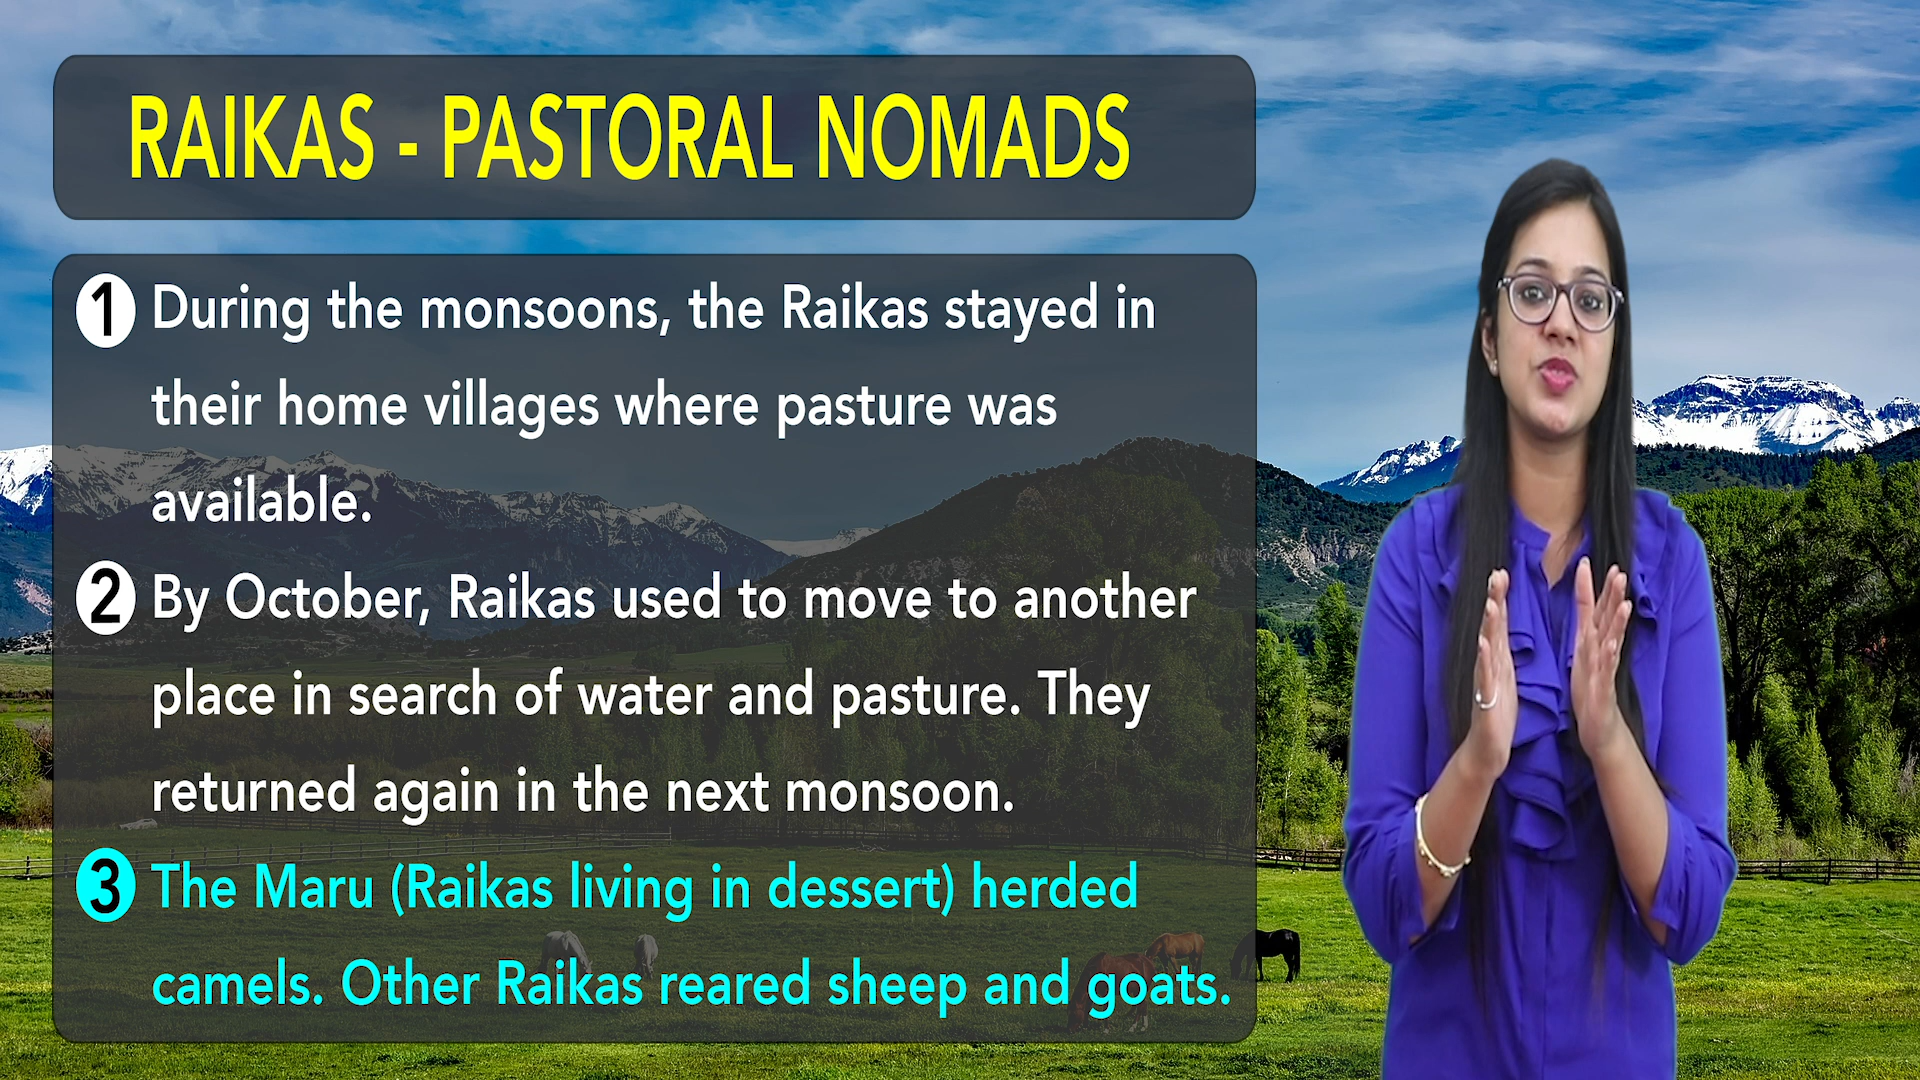 RAIKAS - PASTORAL NOMADS
1 During the monsoons, the Raikas stayed in
their home villages where pasture was
available.
2 By October, Raikas used to move to another
place in search of water and pasture. They
returned again in the next monsoon.
3 The Maru (Raikas living in dessert) herded
camels. Other Raikas reared sheep and goats.